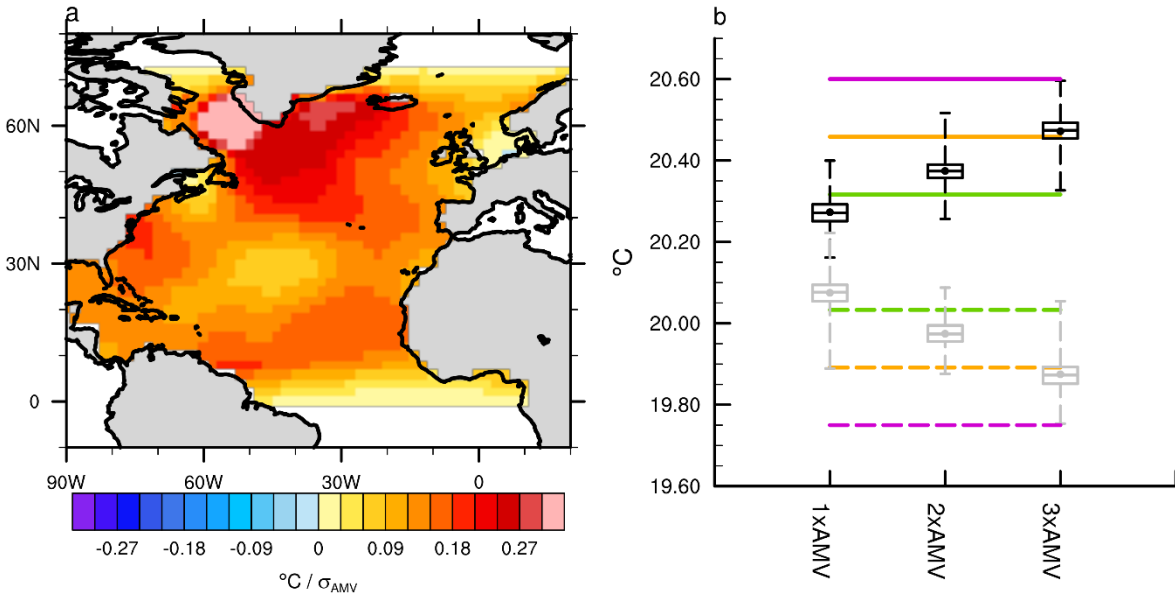 a
60N
30N
0
90W 60W 30W 0
-0.27 -0.18 -0.09 0 0.09 0.18 0.27
°C / σAMV
b
°C
20.60
20.40
20.20
20.00
19.80
19.60
1xAMV
2xAMV
3xAMV